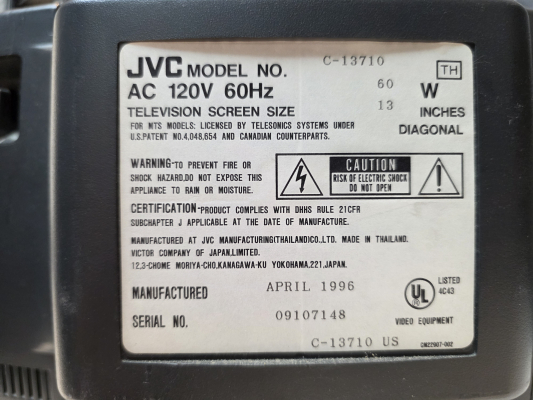 JVC MODEL NO. C-13710 TH
AC 120V 60Hz 60 W
TELEVISION SCREEN SIZE 13 INCHES
DIAGONAL
FOR MTS MODELS: LICENSED BY TELESONICS SYSTEMS UNDER
U.S.PATENT NO.4,048,654 AND CANADIAN COUNTERPARTS.
WARNING-TO PREVENT FIRE OR
SHOCK HAZARD,DO NOT EXPOSE THIS
APPLIANCE TO RAIN OR MOISTURE.
CAUTION
RISK OF ELECTRIC SHOCK
DO NOT OPEN
CERTIFICATION-PRODUCT COMPLIES WITH DHHS RULE 21CFR
SUBCHAPTER J APPLICABLE AT THE DATE OF MANUFACTURE.
MANUFACTURED AT JVC MANUFACTURING(THAILAND)CO.,LTD. MADE IN THAILAND.
VICTOR COMPANY OF JAPAN,LIMITED.
12,3-CHOME MORIYA-CHO,KANAGAWA-KU YOKOHAMA,221,JAPAN.
MANUFACTURED APRIL 1996
UL LISTED
4C43
SERIAL NO. 09107148
VIDEO EQUIPMENT
C-13710 US
CM22907-002